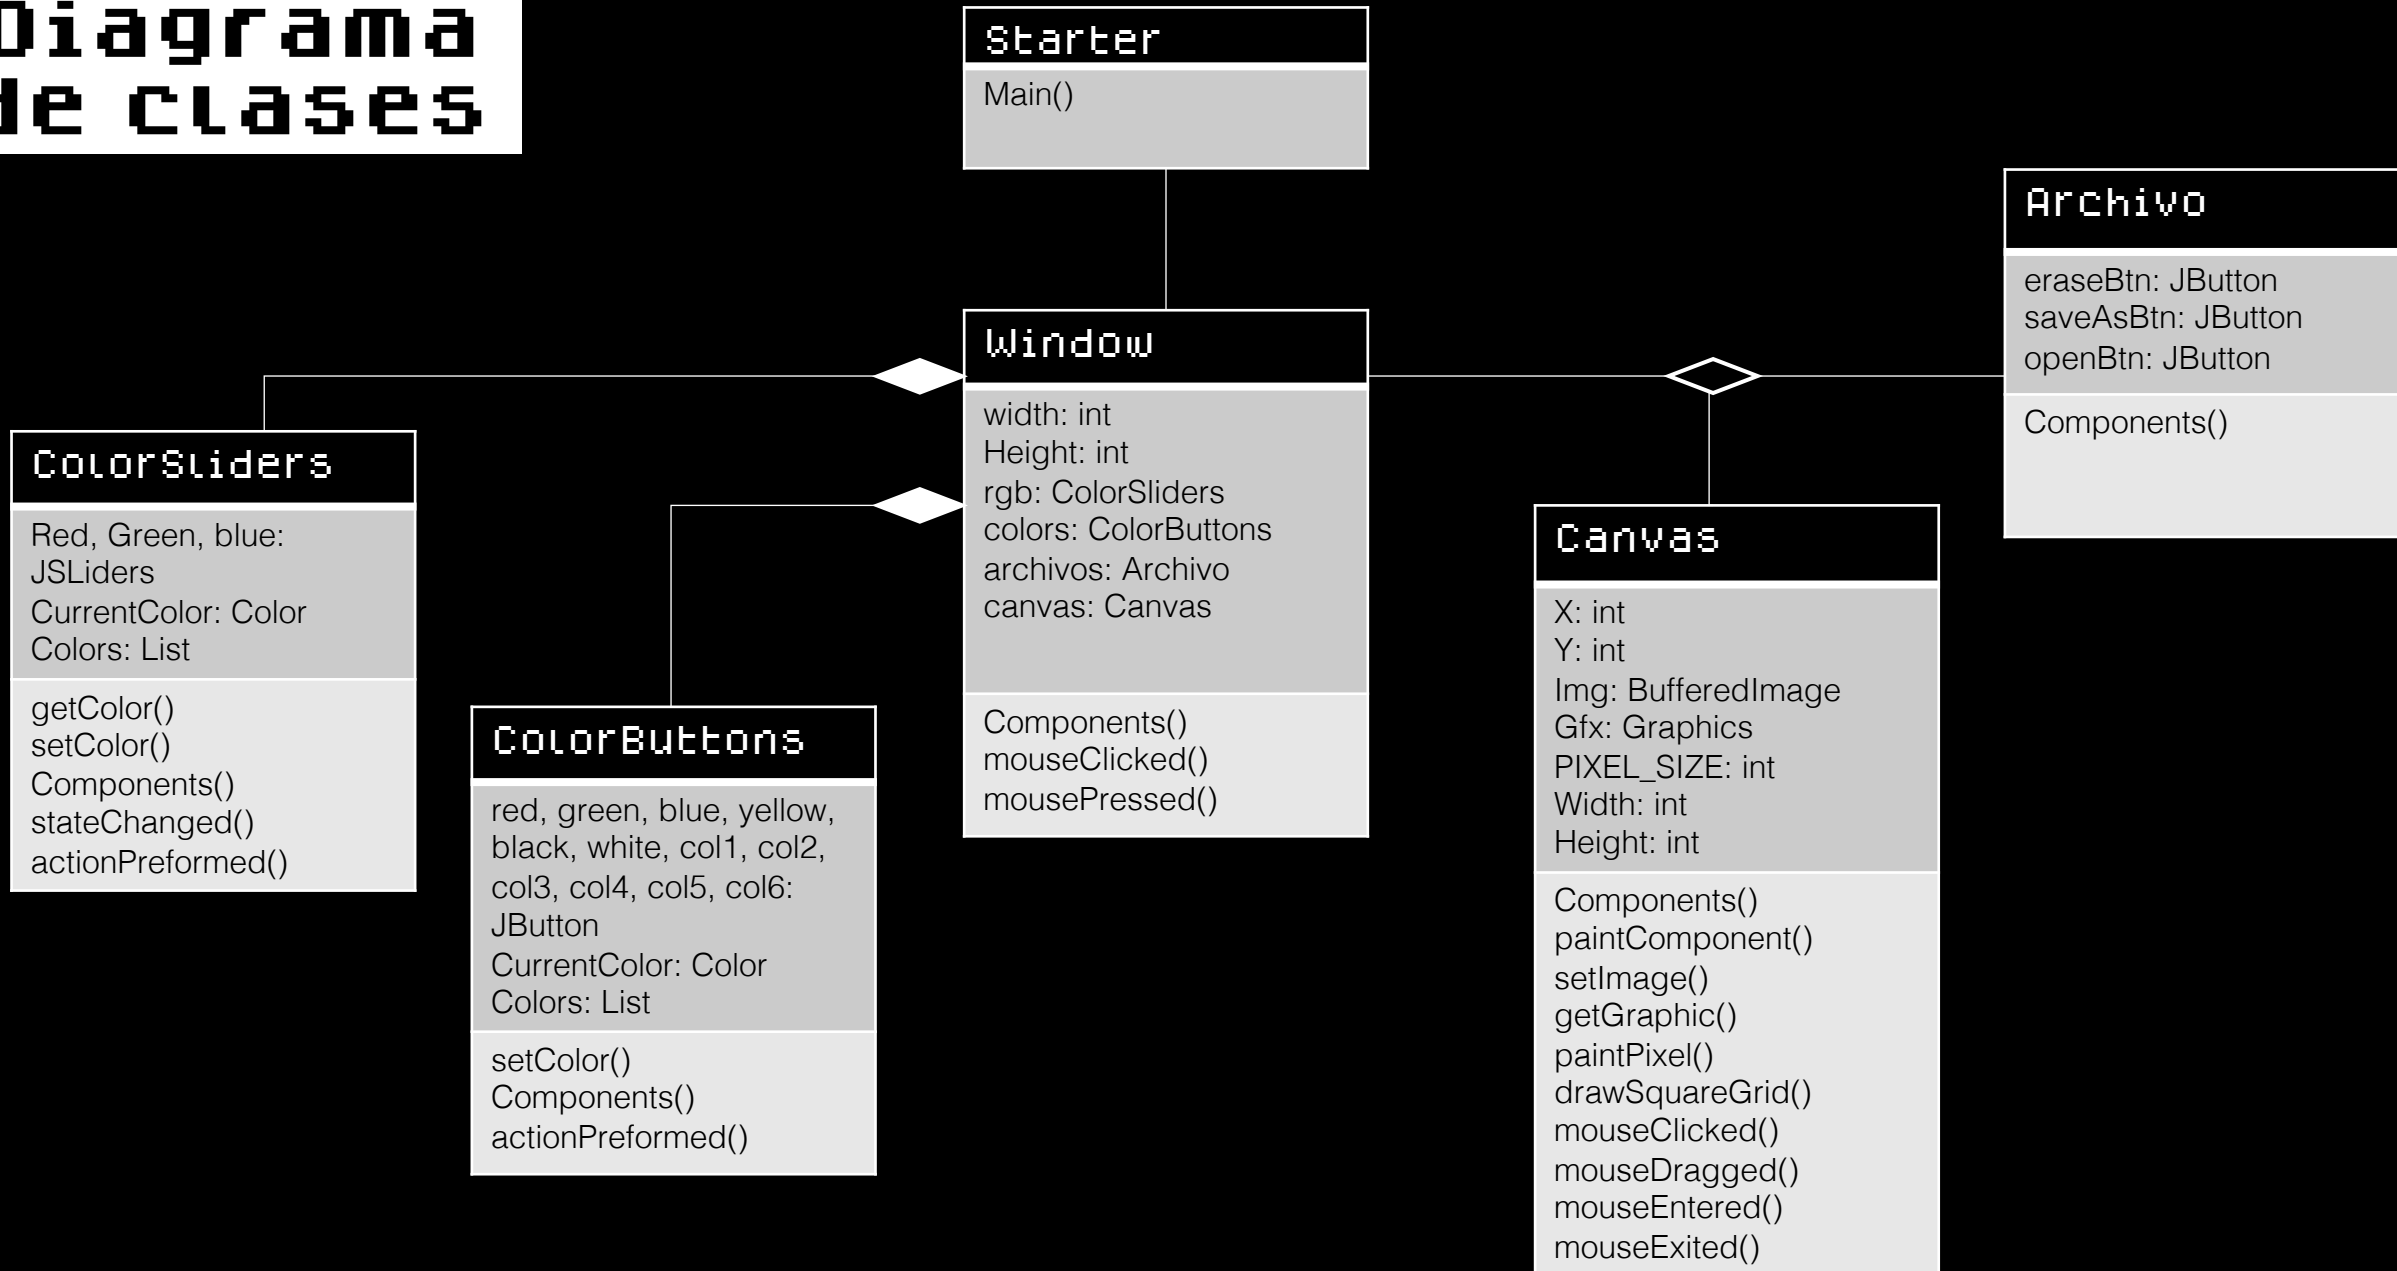 Diagrama
de clases
Starter
Main()
Archivo
eraseBtn: JButton
saveAsBtn: JButton
openBtn: JButton
Components()
Window
width: int
Height: int
rgb: ColorSliders
colors: ColorButtons
archivos: Archivo
canvas: Canvas
Components()
mouseClicked()
mousePressed()
ColorSliders
Red, Green, blue:
JSLiders
CurrentColor: Color
Colors: List
getColor()
setColor()
Components()
stateChanged()
actionPreformed()
ColorButtons
red, green, blue, yellow,
black, white, col1, col2,
col3, col4, col5, col6:
JButton
CurrentColor: Color
Colors: List
setColor()
Components()
actionPreformed()
Canvas
X: int
Y: int
Img: BufferedImage
Gfx: Graphics
PIXEL_SIZE: int
Width: int
Height: int
Components()
paintComponent()
setImage()
getGraphic()
paintPixel()
drawSquareGrid()
mouseClicked()
mouseDragged()
mouseEntered()
mouseExited()